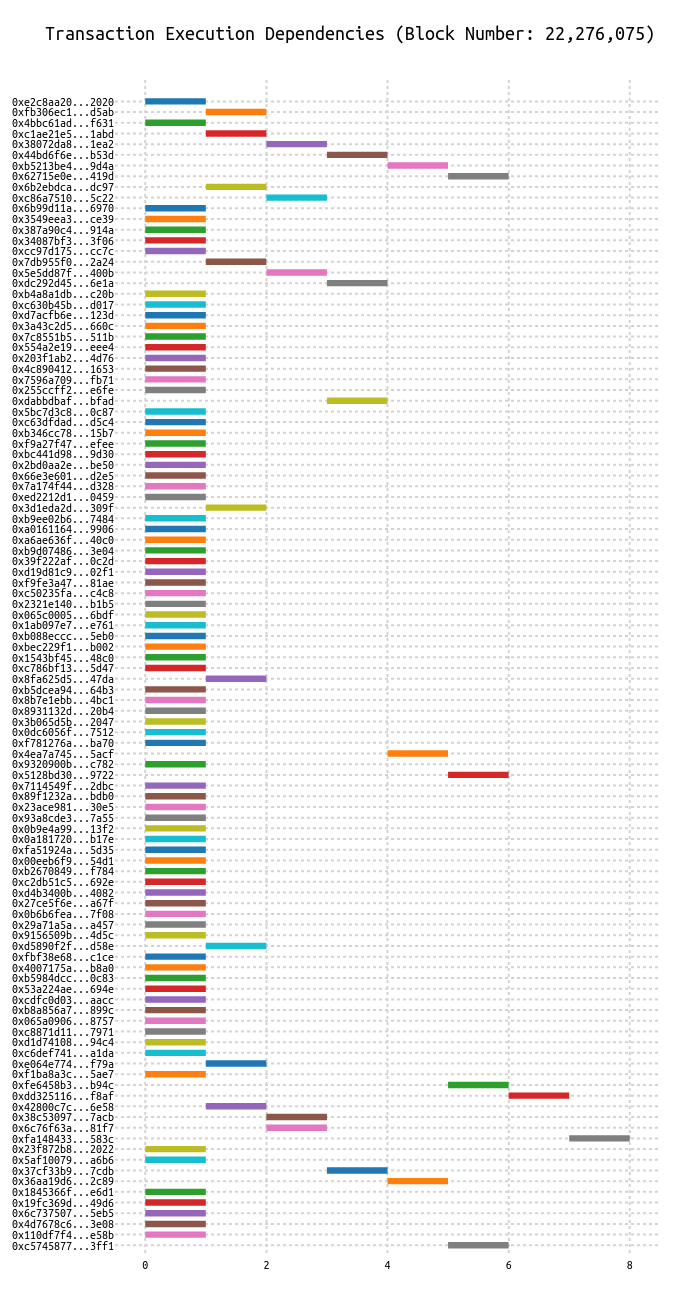 Transaction Execution Dependencies (Block Number: 22,276,075)
0xe2c8aa20...2020
0xfb306ec1...d5ab
0x4bbc61ad...f631
0xc1ae21e5...1abd
0x38072da8...1ea2
0x44bd6f6e...b53d
0xb5213be4...9d4a
0x62715e0e...419d
0x6b2ebdca...dc97
0xc86a7510...5c22
0x6b99d11a...6970
0x3549eea3...ce39
0x387a90c4...914a
0x34087bf3...3f06
0xcc97d175...cc7c
0x7db955f0...2a24
0x5e5dd87f...400b
0xdc292d45...6e1a
0xb4a8a1db...c20b
0xc630b45b...d017
0xd7acfb6e...123d
0x3a43c2d5...660c
0x7c8551b5...511b
0x554a2e19...eee4
0x203f1ab2...4d76
0x4c890412...1653
0x7596a709...fb71
0x255ccff2...e6fe
0xdabbdbaf...bfad
0x5bc7d3c8...0c87
0xc63dfdad...d5c4
0xb346cc78...15b7
0xf9a27f47...efee
0xbc441d98...9d30
0x2bd0aa2e...be50
0x66e3e601...d2e5
0x7a174f44...d328
0xed2212d1...0459
0x3d1eda2d...309f
0xb9ee02b6...7484
0xa0161164...9906
0xa6ae636f...40c0
0xb9d07486...3e04
0x39f222af...0c2d
0xd19d81c9...02f1
0xf9fe3a47...81ae
0xc50235fa...c4c8
0x2321e140...b1b5
0x065c0005...6bdf
0x1ab097e7...e761
0xb088eccc...5eb0
0xbec229f1...b002
0x1543bf45...48c0
0xc786bf13...5d47
0x8fa625d5...47da
0xb5dcea94...64b3
0x8b7e1ebb...4bc1
0x8931132d...20b4
0x3b065d5b...2047
0x0dc6056f...7512
0xf781276a...ba70
0x4ea7a745...5acf
0x9320900b...c782
0x5128bd30...9722
0x7114549f...2dbc
0x89f1232a...bdb0
0x23ace981...30e5
0x93a8cde3...7a55
0x0b9e4a99...13f2
0x0a181720...b17e
0xfa51924a...5d35
0x00eeb6f9...54d1
0xb2670849...f784
0xc2db51c5...692e
0xd4b3400b...4082
0x27ce5f6e...a67f
0x0b6b6fea...7f08
0x29a71a5a...a457
0x9156509b...4d5c
0xd5890f2f...d58e
0xfbf38e68...c1ce
0x4007175a...b8a0
0xb5984dcc...0c83
0x53a224ae...694e
0xcdfc0d03...aacc
0xb8a856a7...899c
0x065a0906...8757
0xc8871d11...7971
0xd1d74108...94c4
0xc6def741...a1da
0xe064e774...f79a
0xf1ba8a3c...5ae7
0xfe6458b3...b94c
0xdd325116...f8af
0x42800c7c...6e58
0x38c53097...7acb
0x6c76f63a...81f7
0xfa148433...583c
0x23f872b8...2022
0x5af10079...a6b6
0x37cf33b9...7cdb
0x36aa19d6...2c89
0x1845366f...e6d1
0x19fc369d...49d6
0x6c737507...5eb5
0x4d7678c6...3e08
0x110df7f4...e58b
0xc5745877...3ff1
0 2 4 6 8